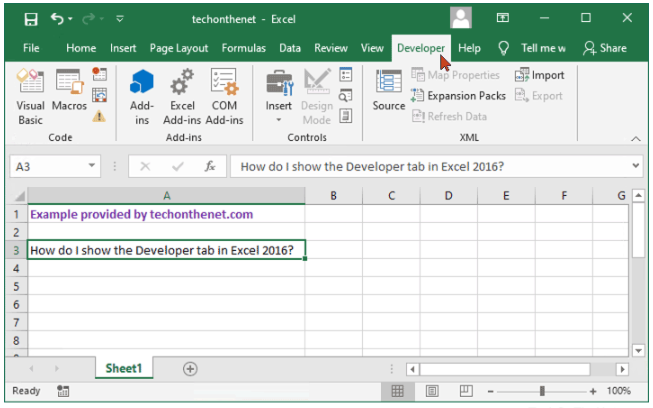 techonthenet - Excel
File Home Insert Page Layout Formulas Data Review View Developer Help Tell me w Share
Visual Basic
Macros
Add-ins
Excel Add-ins
COM Add-ins
Insert
Design Mode
Source
Map Properties
Expansion Packs
Refresh Data
Import
Export
Code Add-ins Controls XML
A3 fx How do I show the Developer tab in Excel 2016?
A B C D E F G
1 Example provided by techonthenet.com
2
3 How do I show the Developer tab in Excel 2016?
4
5
6
7
8
Sheet1
Ready 100%